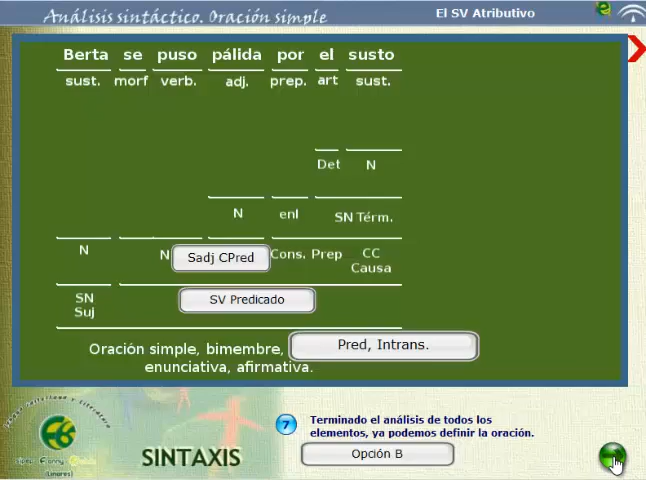 Análisis sintáctico. Oración simple
El SV Atributivo
Berta se puso pálida por el susto
sust. morf verb. adj. prep. art sust.
Det N
N enl SN Térm.
N N Sadj CPred Cons. Prep CC
Causa
SN SV Predicado
Suj
Oración simple, bimembre, Pred, Intrans.
enunciativa, afirmativa.
7 Terminado el análisis de todos los
elementos, ya podemos definir la oración.
SINTAXIS Opción B
(Linares)